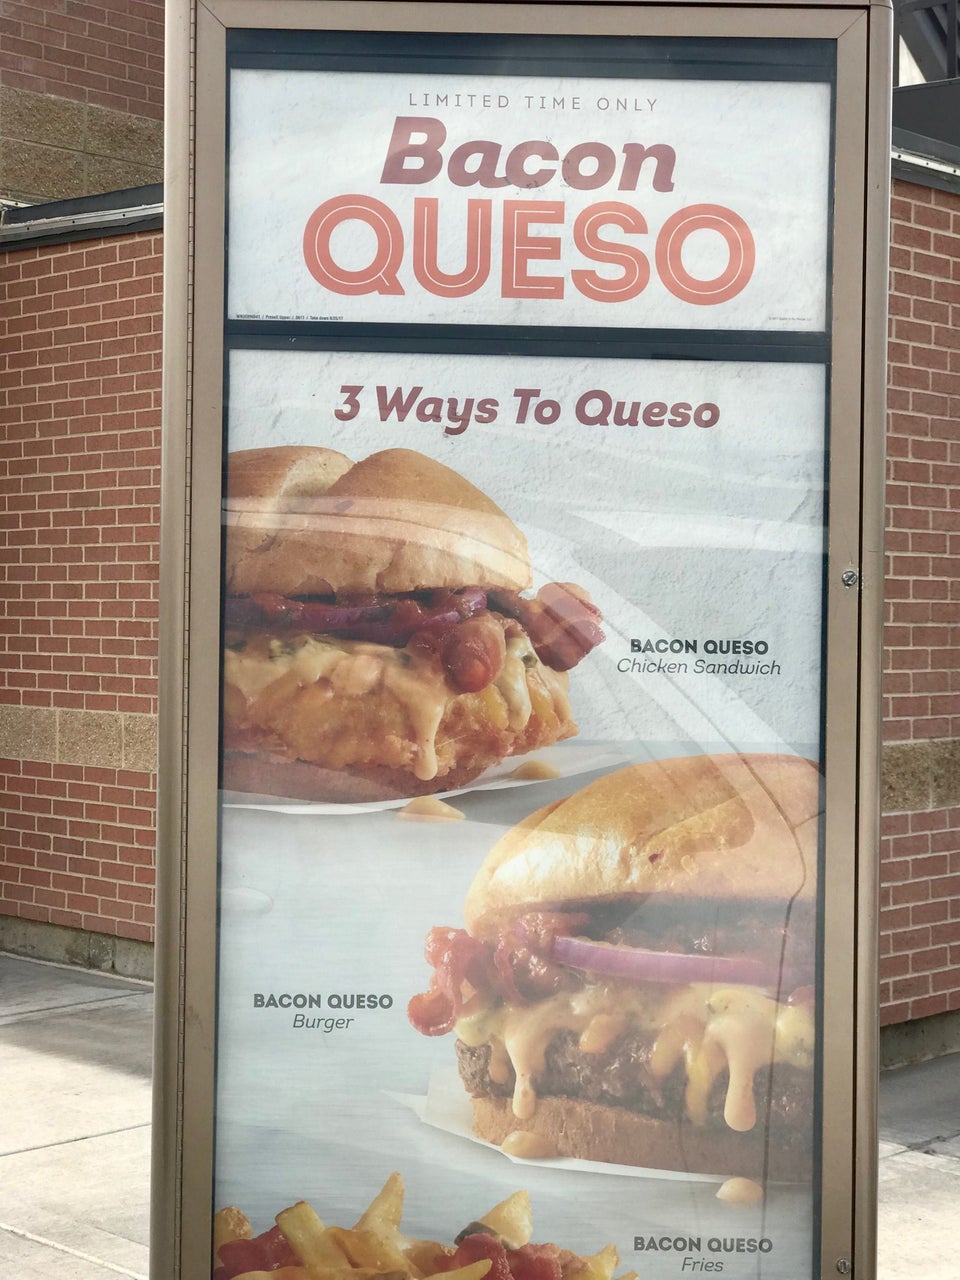 LIMITED TIME ONLY
Bacon
QUESO
3 Ways To Queso
BACON QUESO
Chicken Sandwich
BACON QUESO
Burger
BACON QUESO
Fries